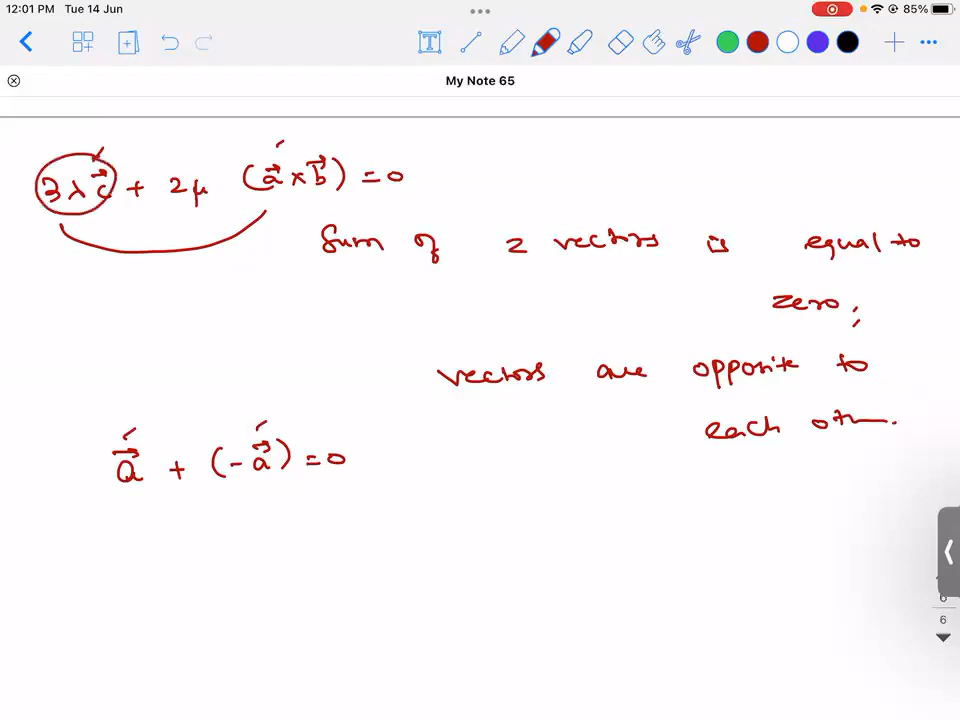 12:01 PM Tue 14 Jun
85%
T
My Note 65
3λc⃗ + 2μ (a⃗ × b⃗) = 0
Sum of 2 vectors is equal to
zero;
vectors are opposite to
each other.
a⃗ + (-a⃗) = 0
6
6